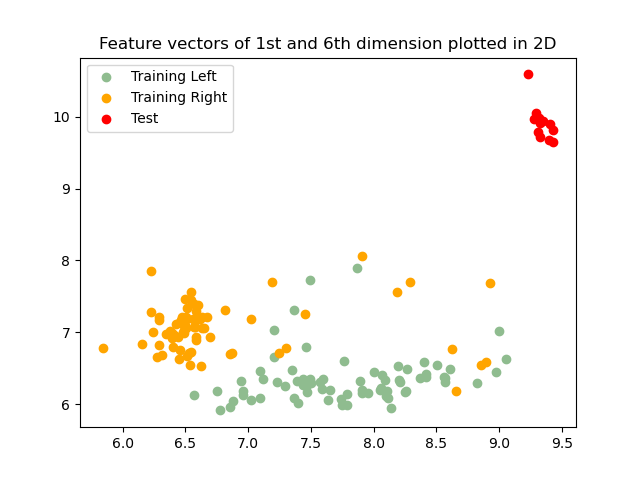 Feature vectors of 1st and 6th dimension plotted in 2D
Training Left
Training Right
Test
10
9
8
7
6
6.0 6.5 7.0 7.5 8.0 8.5 9.0 9.5